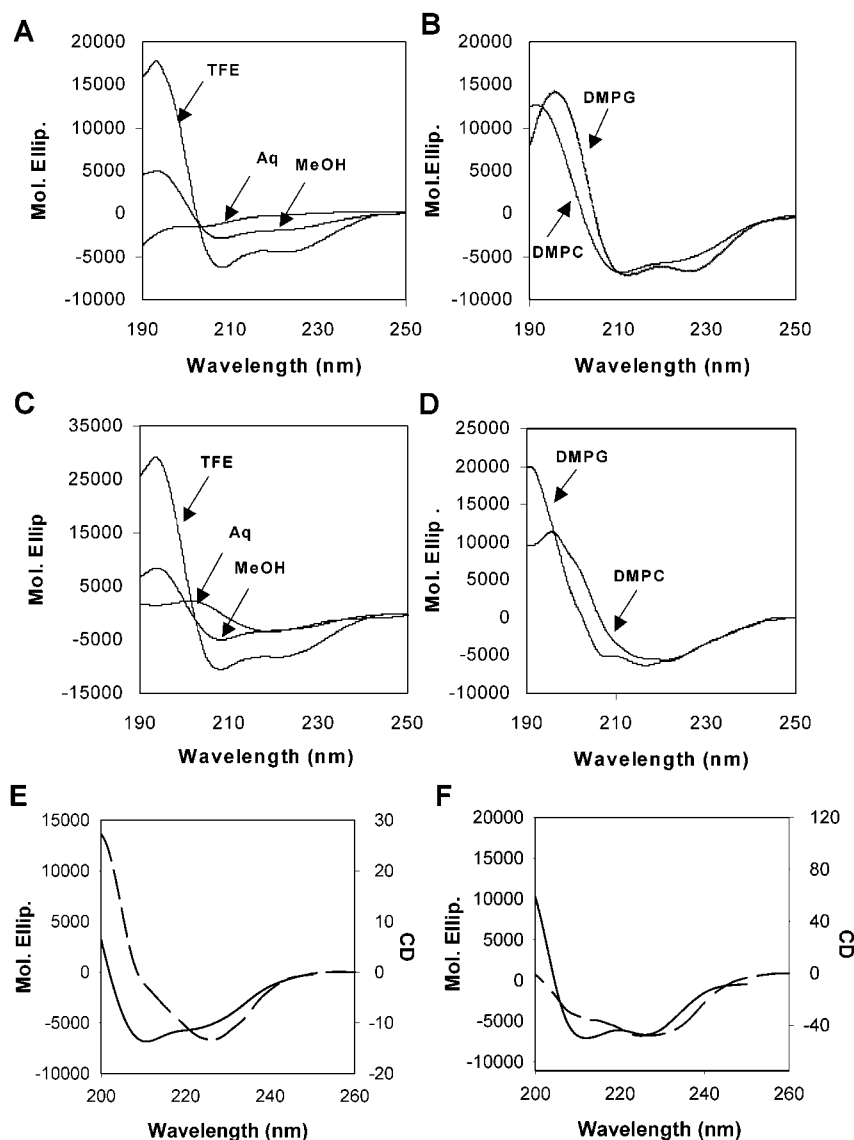 A
20000
15000
10000
5000
0
-5000
-10000
Mol. Ellip.
TFE
Aq
MeOH
190
210
230
250
Wavelength (nm)
B
20000
15000
10000
5000
0
-5000
-10000
Mol.Ellip.
DMPG
DMPC
190
210
230
250
Wavelength (nm)
C
35000
25000
15000
5000
-5000
-15000
Mol. Ellip
TFE
Aq
MeOH
190
210
230
250
Wavelength (nm)
D
25000
20000
15000
10000
5000
0
-5000
-10000
Mol. Ellip .
DMPG
DMPC
190
210
230
250
Wavelength (nm)
E
15000
10000
5000
0
-5000
-10000
Mol. Ellip.
30
20
10
0
-10
-20
CD
200
220
240
260
Wavelength (nm)
F
20000
15000
10000
5000
0
-5000
-10000
Mol. Ellip.
120
80
40
0
-40
CD
200
220
240
260
Wavelength (nm)